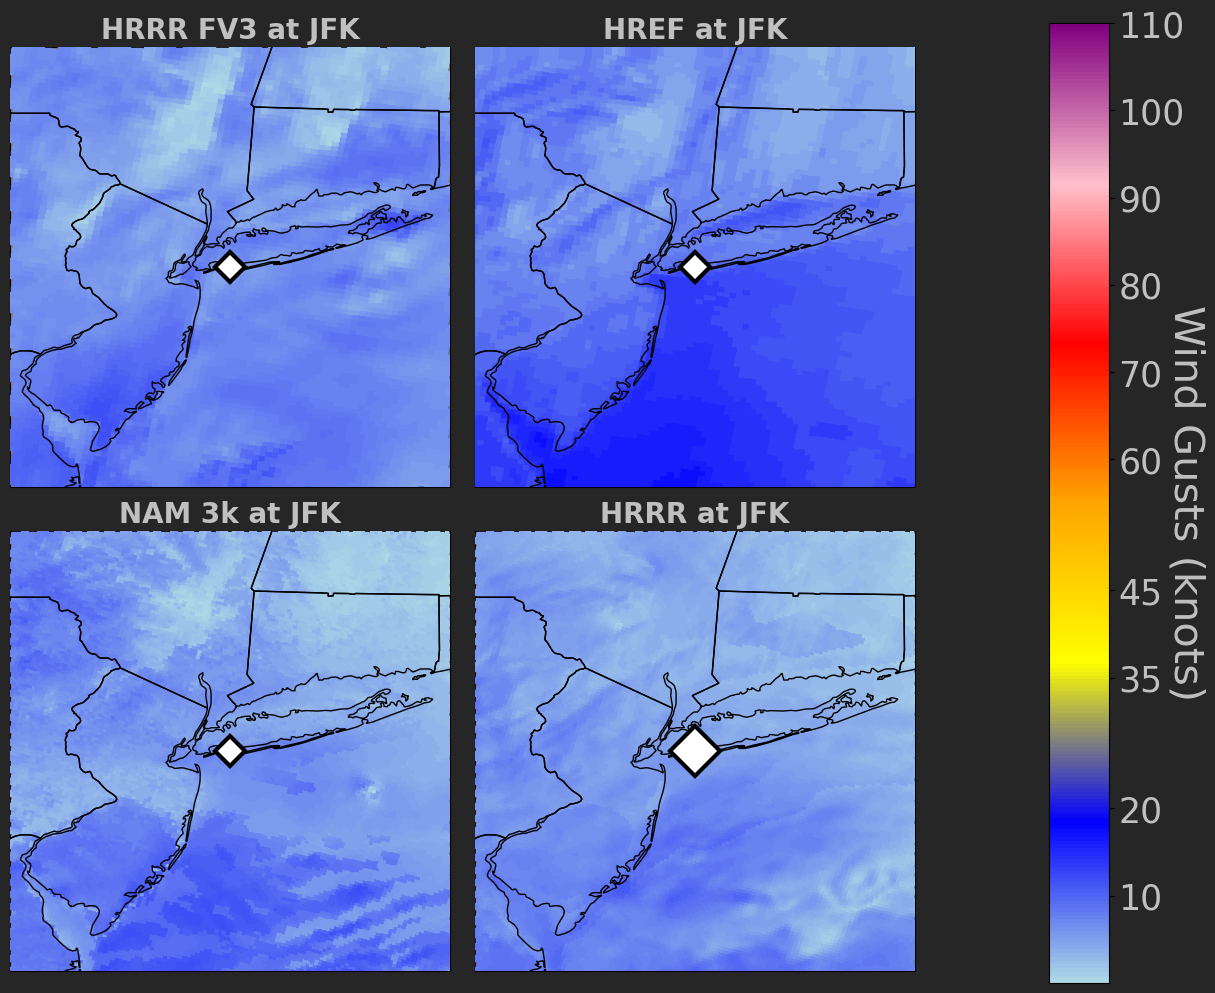 HRRR FV3 at JFK
HREF at JFK
NAM 3k at JFK
HRRR at JFK
110
100
90
80
70
60
45
35
20
10
Wind Gusts (knots)